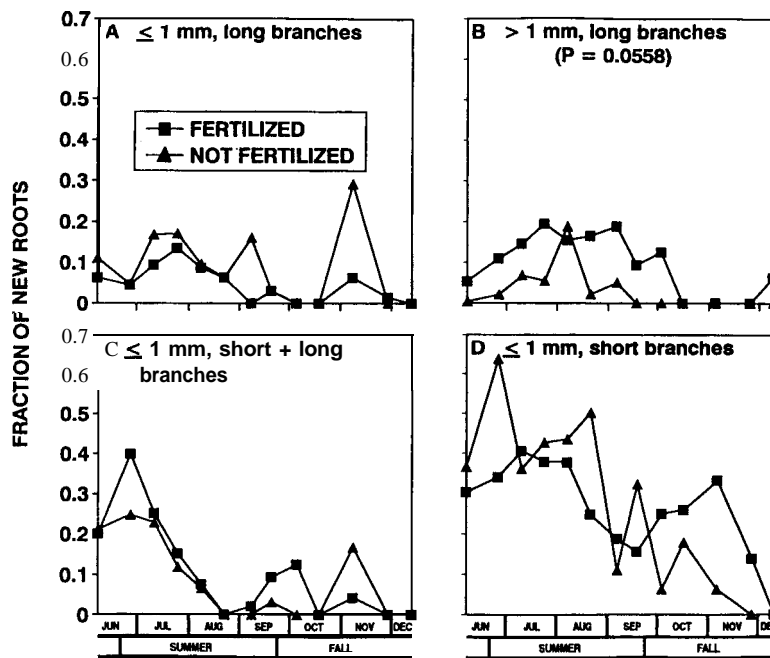 FRACTION OF NEW ROOTS
A ≤ 1 mm, long branches
0.7
0.6
0.5
0.4
0.3
0.2
0.1
0
FERTILIZED
NOT FERTILIZED
B > 1 mm, long branches
(P = 0.0558)
C ≤ 1 mm, short + long
branches
0.7
0.6
0.5
0.4
0.3
0.2
0.1
0
D ≤ 1 mm, short branches
JUN JUL AUG SEP OCT NOV DEC
SUMMER FALL
JUN JUL AUG SEP OCT NOV DE
SUMMER FALL